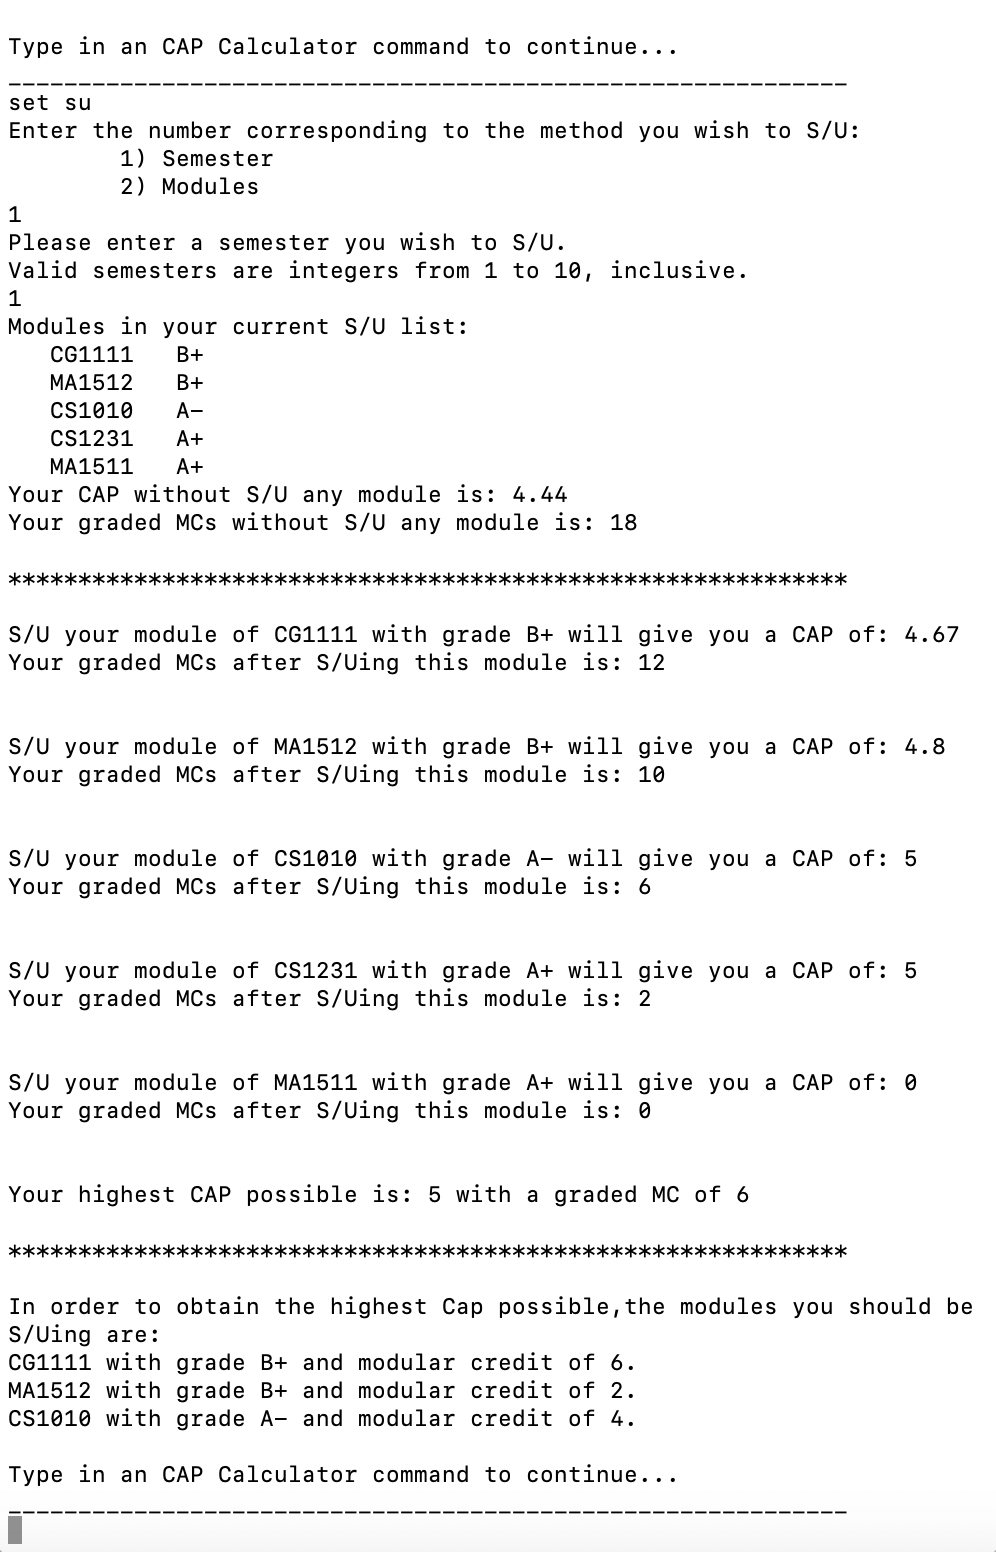 Type in an CAP Calculator command to continue...
____________________________________________________________
set su
Enter the number corresponding to the method you wish to S/U:
        1) Semester
        2) Modules
1
Please enter a semester you wish to S/U.
Valid semesters are integers from 1 to 10, inclusive.
1
Modules in your current S/U list:
   CG1111   B+
   MA1512   B+
   CS1010   A-
   CS1231   A+
   MA1511   A+
Your CAP without S/U any module is: 4.44
Your graded MCs without S/U any module is: 18
************************************************************
S/U your module of CG1111 with grade B+ will give you a CAP of: 4.67
Your graded MCs after S/Uing this module is: 12
S/U your module of MA1512 with grade B+ will give you a CAP of: 4.8
Your graded MCs after S/Uing this module is: 10
S/U your module of CS1010 with grade A- will give you a CAP of: 5
Your graded MCs after S/Uing this module is: 6
S/U your module of CS1231 with grade A+ will give you a CAP of: 5
Your graded MCs after S/Uing this module is: 2
S/U your module of MA1511 with grade A+ will give you a CAP of: 0
Your graded MCs after S/Uing this module is: 0
Your highest CAP possible is: 5 with a graded MC of 6
************************************************************
In order to obtain the highest Cap possible,the modules you should be
S/Uing are:
CG1111 with grade B+ and modular credit of 6.
MA1512 with grade B+ and modular credit of 2.
CS1010 with grade A- and modular credit of 4.
Type in an CAP Calculator command to continue...
____________________________________________________________